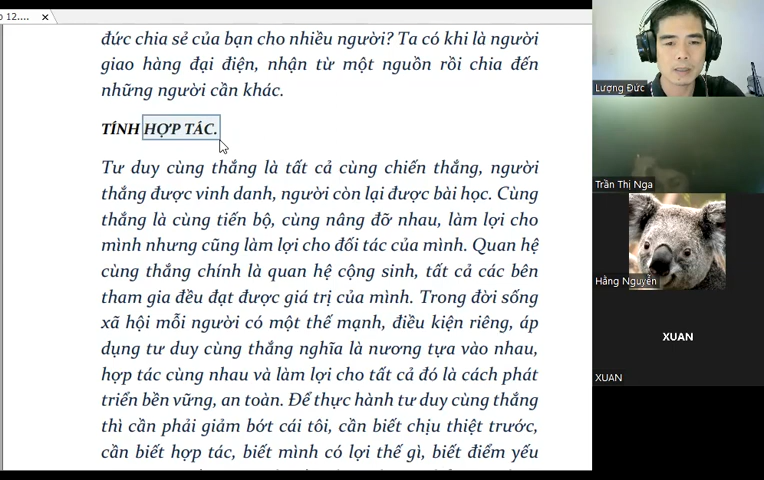 o 12.... ×
đức chia sẻ của bạn cho nhiều người? Ta có khi là người
giao hàng đại điện, nhận từ một nguồn rồi chia đến
những người cần khác.
TÍNH HỢP TÁC.
Tư duy cùng thắng là tất cả cùng chiến thắng, người
thắng được vinh danh, người còn lại được bài học. Cùng
thắng là cùng tiến bộ, cùng nâng đỡ nhau, làm lợi cho
mình nhưng cũng làm lợi cho đối tác của mình. Quan hệ
cùng thắng chính là quan hệ cộng sinh, tất cả các bên
tham gia đều đạt được giá trị của mình. Trong đời sống
xã hội mỗi người có một thế mạnh, điều kiện riêng, áp
dụng tư duy cùng thắng nghĩa là nương tựa vào nhau,
hợp tác cùng nhau và làm lợi cho tất cả đó là cách phát
triển bền vững, an toàn. Để thực hành tư duy cùng thắng
thì cần phải giảm bớt cái tôi, cần biết chịu thiệt trước,
cần biết hợp tác, biết mình có lợi thế gì, biết điểm yếu
Lượng Đức
Trần Thị Nga
Hằng Nguyễn
XUAN
XUAN